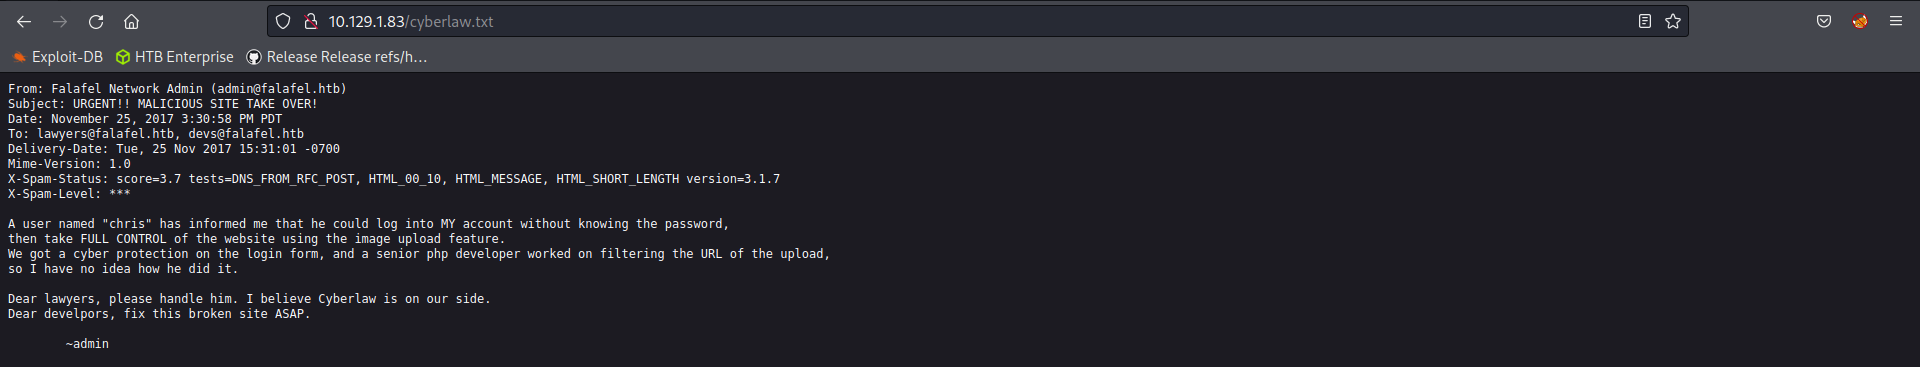 10.129.1.83/cyberlaw.txt
Exploit-DB HTB Enterprise Release Release refs/h...
From: Falafel Network Admin (admin@falafel.htb)
Subject: URGENT!! MALICIOUS SITE TAKE OVER!
Date: November 25, 2017 3:30:58 PM PDT
To: lawyers@falafel.htb, devs@falafel.htb
Delivery-Date: Tue, 25 Nov 2017 15:31:01 -0700
Mime-Version: 1.0
X-Spam-Status: score=3.7 tests=DNS_FROM_RFC_POST, HTML_00_10, HTML_MESSAGE, HTML_SHORT_LENGTH version=3.1.7
X-Spam-Level: ***
A user named "chris" has informed me that he could log into MY account without knowing the password,
then take FULL CONTROL of the website using the image upload feature.
We got a cyber protection on the login form, and a senior php developer worked on filtering the URL of the upload,
so I have no idea how he did it.
Dear lawyers, please handle him. I believe Cyberlaw is on our side.
Dear develpors, fix this broken site ASAP.
~admin